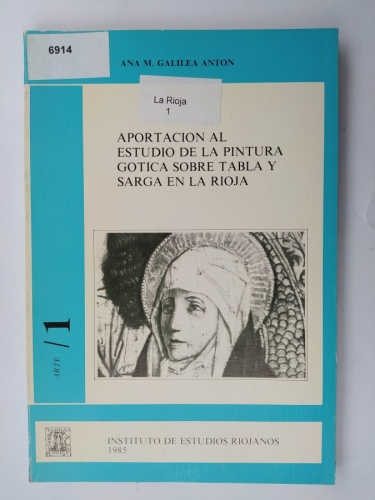 6914
ANA M. GALILEA ANTON
La Rioja
1
APORTACION AL
ESTUDIO DE LA PINTURA
GOTICA SOBRE TABLA Y
SARGA EN LA RIOJA
ARTE / 1
INSTITUTO DE ESTUDIOS RIOJANOS
1985